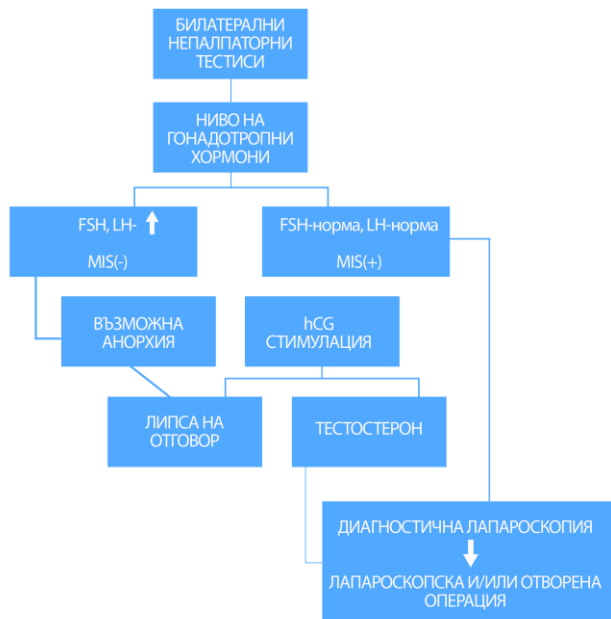 БИЛАТЕРАЛНИ
НЕПАЛПАТОРНИ
ТЕСТИСИ
НИВО НА
ГОНАДОТРОПНИ
ХОРМОНИ
FSH, LH-
MIS(-)
FSH-норма, LH-норма
MIS(+)
ВЪЗМОЖНА
АНОРХИЯ
hCG
СТИМУЛАЦИЯ
ЛИПСА НА
ОТГОВОР
ТЕСТОСТЕРОН
ДИАГНОСТИЧНА ЛАПАРОСКОПИЯ
ЛАПАРОСКОПСКА И/ИЛИ ОТВОРЕНА
ОПЕРАЦИЯ